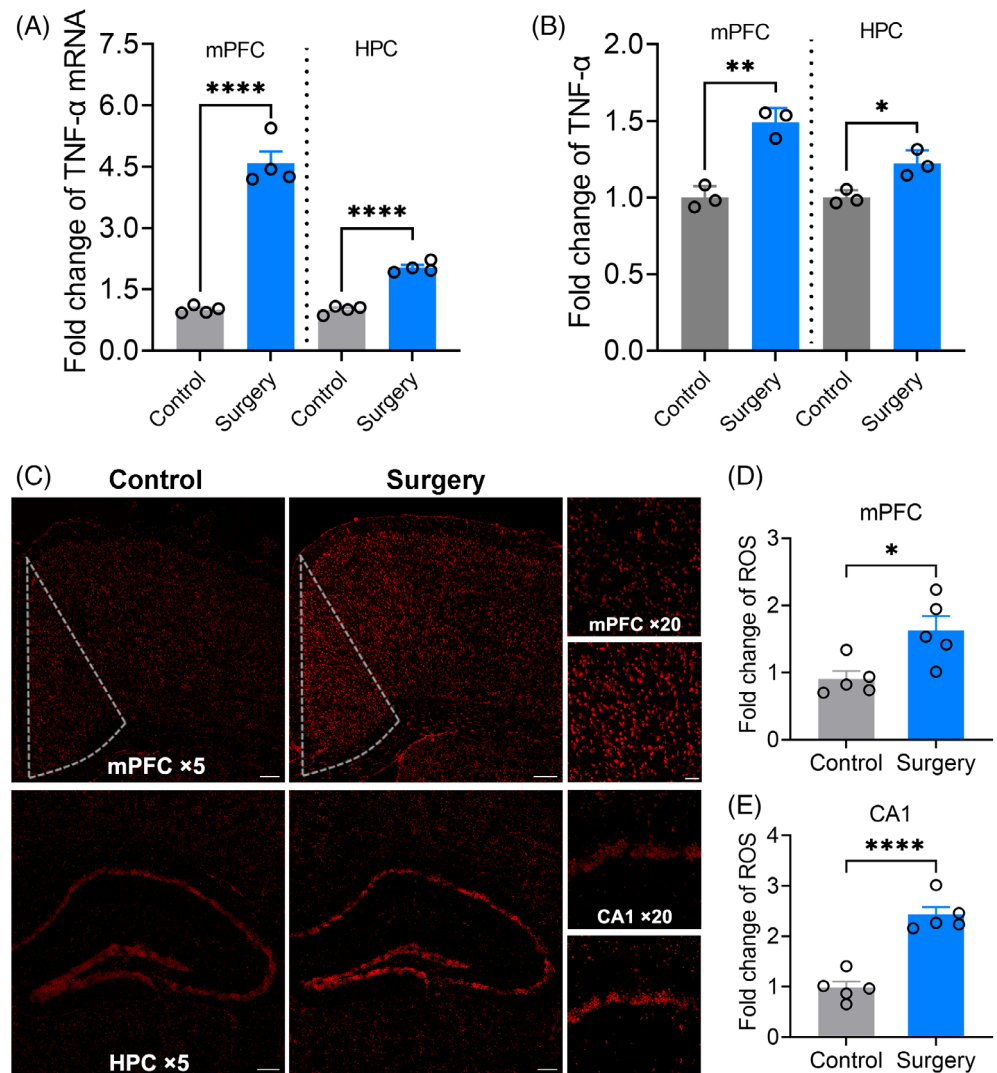 (A)
mPFC
HPC
****
****
Fold change of TNF-α mRNA
7.5
6.0
4.5
3.0
1.5
0.0
Control
Surgery
Control
Surgery
(B)
mPFC
HPC
**
*
Fold change of TNF-α
2.0
1.5
1.0
0.5
0.0
Control
Surgery
Control
Surgery
(C)
Control
Surgery
mPFC ×5
mPFC ×20
HPC ×5
CA1 ×20
(D)
mPFC
*
Fold change of ROS
3
2
1
0
Control
Surgery
(E)
CA1
****
Fold change of ROS
4
3
2
1
0
Control
Surgery